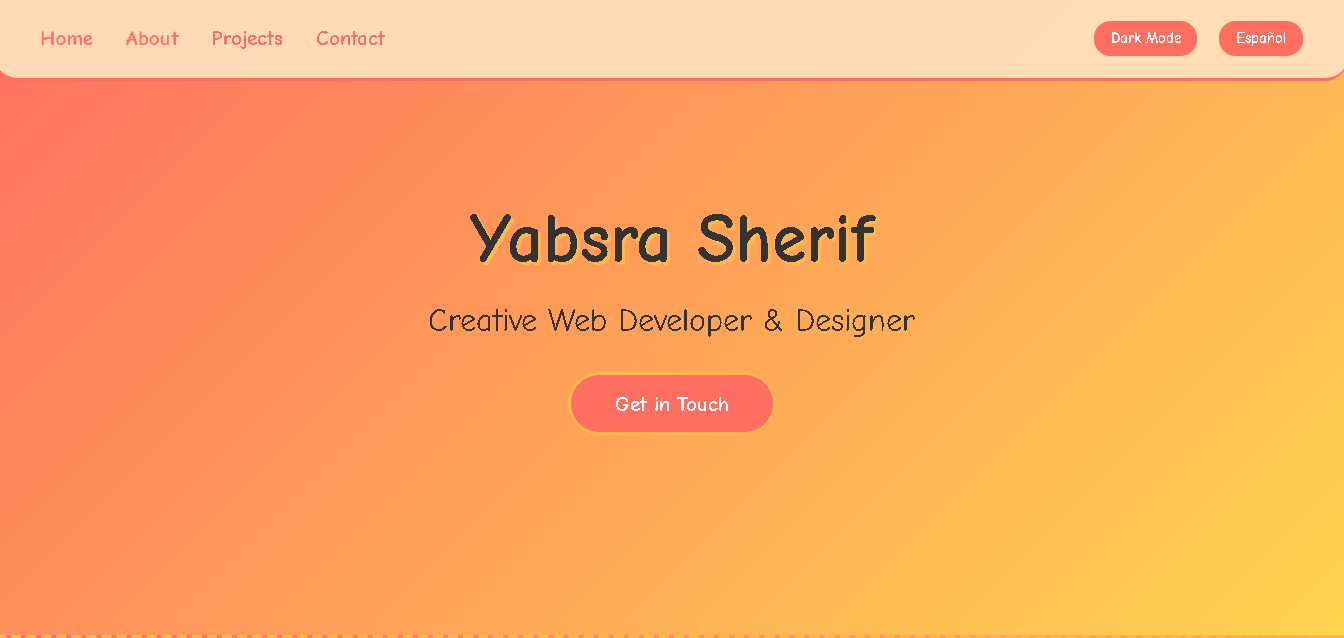 Home About Projects Contact Dark Mode Español
Yabsra Sherif
Creative Web Developer & Designer
Get in Touch